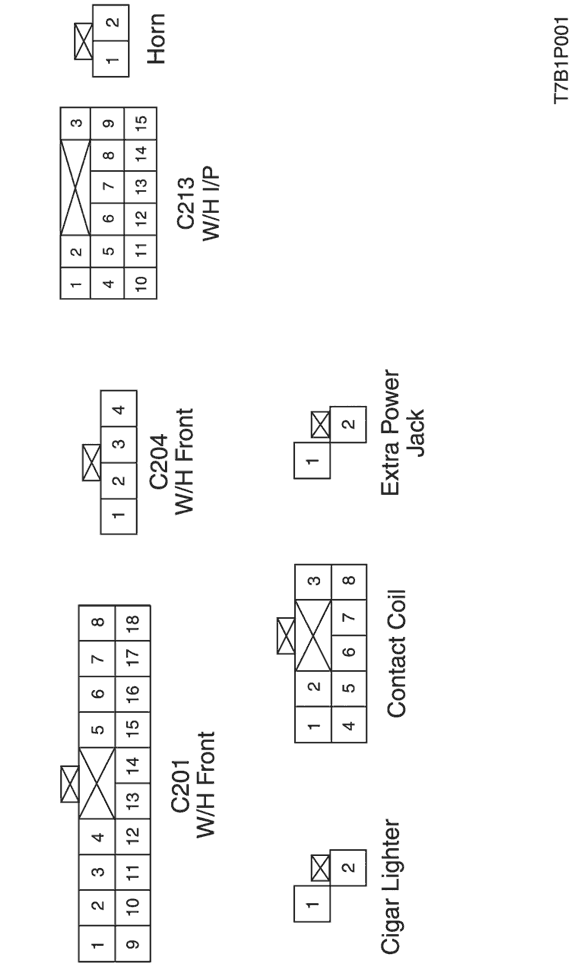 1 2 3 4 5 6 7 8
9 10 11 12 13 14 15 16 17 18
C201
W/H Front
1 2 3 4
C204
W/H Front
1 2 3
4 5 6 7 8 9
10 11 12 13 14 15
C213
W/H I/P
1 2
Horn
1
2
Cigar Lighter
1 2 3
4 5 6 7 8
Contact Coil
1
2
Extra Power
Jack
T7B1P001